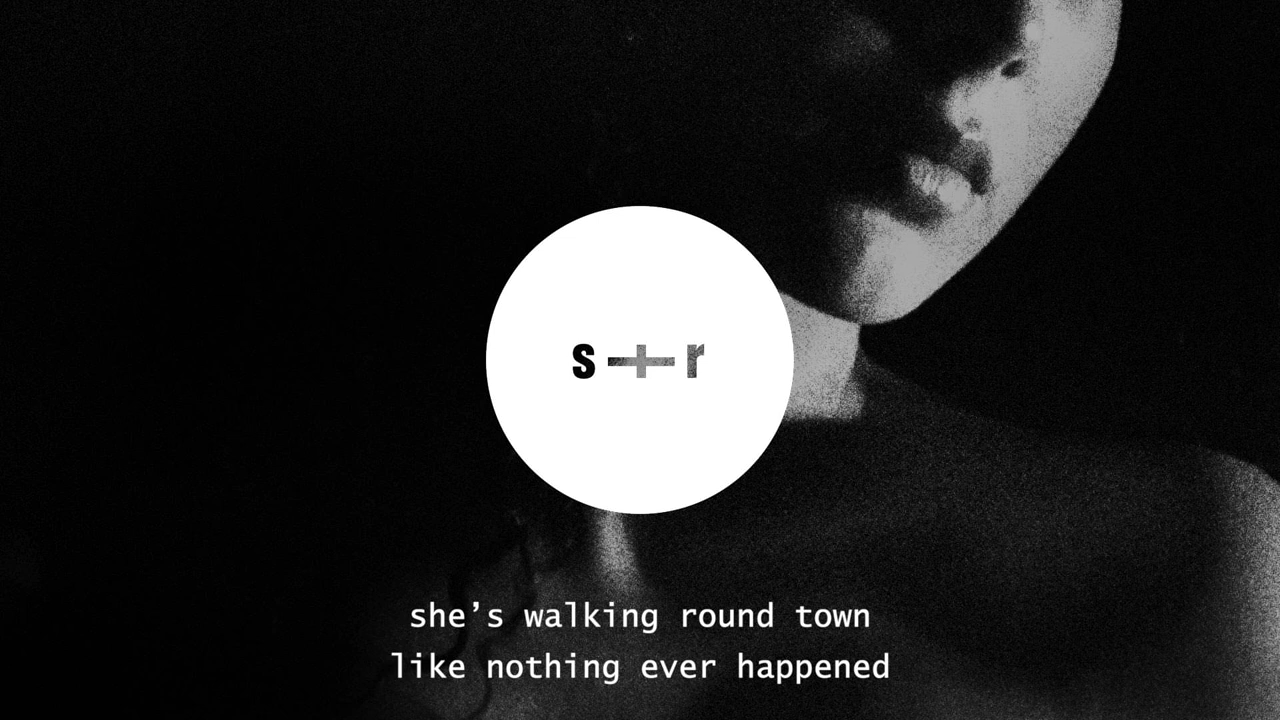 s+r
she’s walking round town
like nothing ever happened